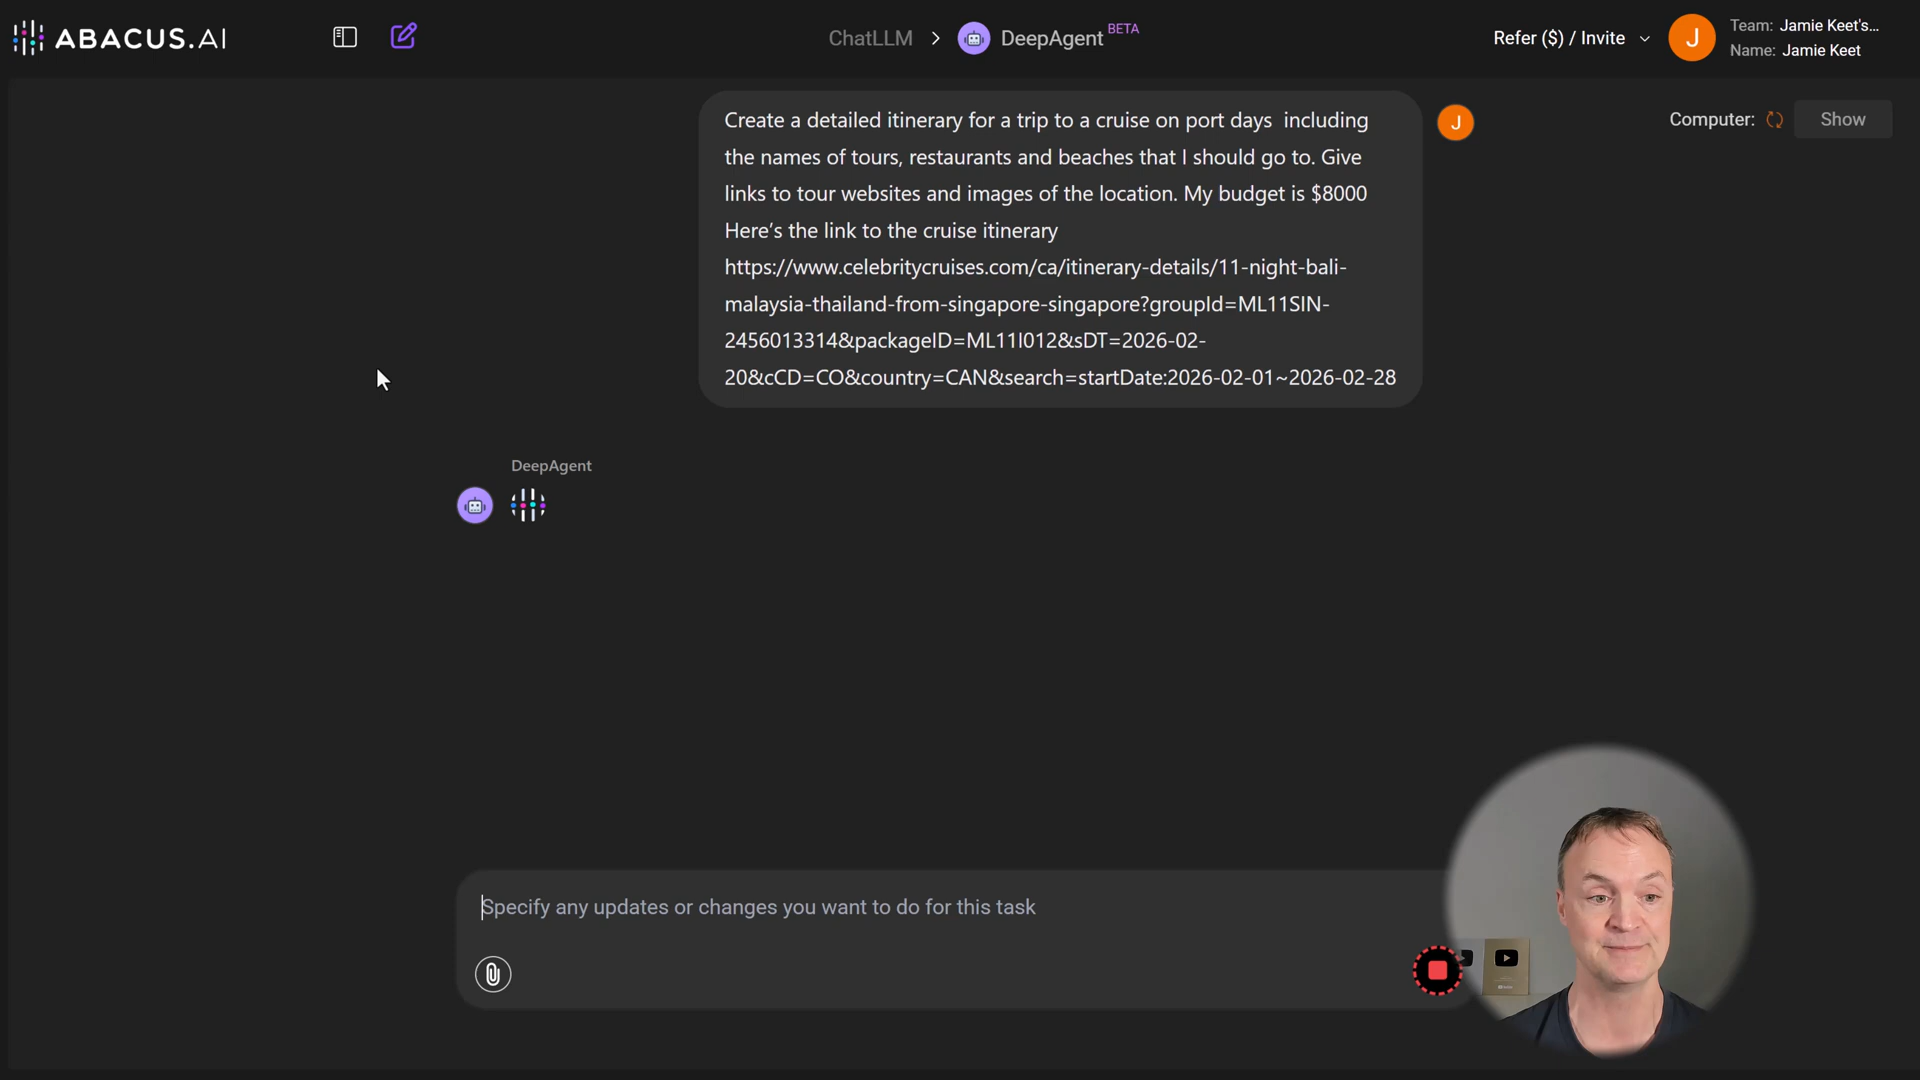 ABACUS.AI
ChatLLM > DeepAgent BETA
Refer ($) / Invite
J
Team: Jamie Keet's...
Name: Jamie Keet
Create a detailed itinerary for a trip to a cruise on port days  including
the names of tours, restaurants and beaches that I should go to. Give
links to tour websites and images of the location. My budget is $8000
Here's the link to the cruise itinerary
https://www.celebritycruises.com/ca/itinerary-details/11-night-bali-
malaysia-thailand-from-singapore-singapore?groupId=ML11SIN-
2456013314&packageID=ML11I012&sDT=2026-02-
20&cCD=CO&country=CAN&search=startDate:2026-02-01~2026-02-28
J
Computer:
Show
DeepAgent
Specify any updates or changes you want to do for this task